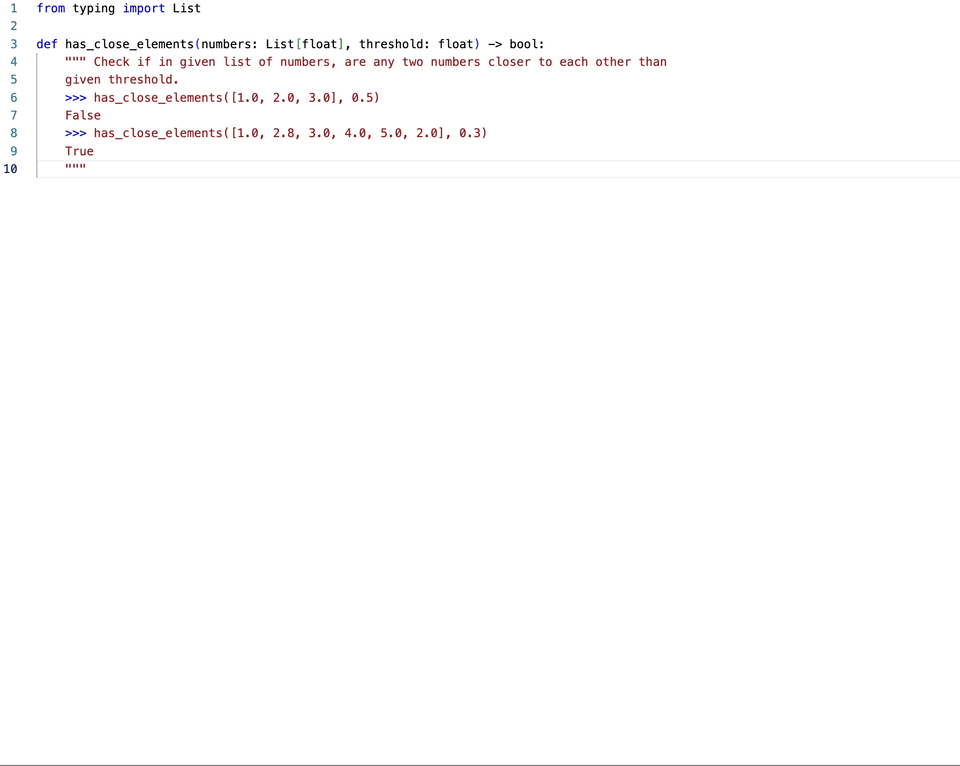 1 from typing import List
2
3 def has_close_elements(numbers: List[float], threshold: float) -> bool:
4     """ Check if in given list of numbers, are any two numbers closer to each other than
5     given threshold.
6     >>> has_close_elements([1.0, 2.0, 3.0], 0.5)
7     False
8     >>> has_close_elements([1.0, 2.8, 3.0, 4.0, 5.0, 2.0], 0.3)
9     True
10     """